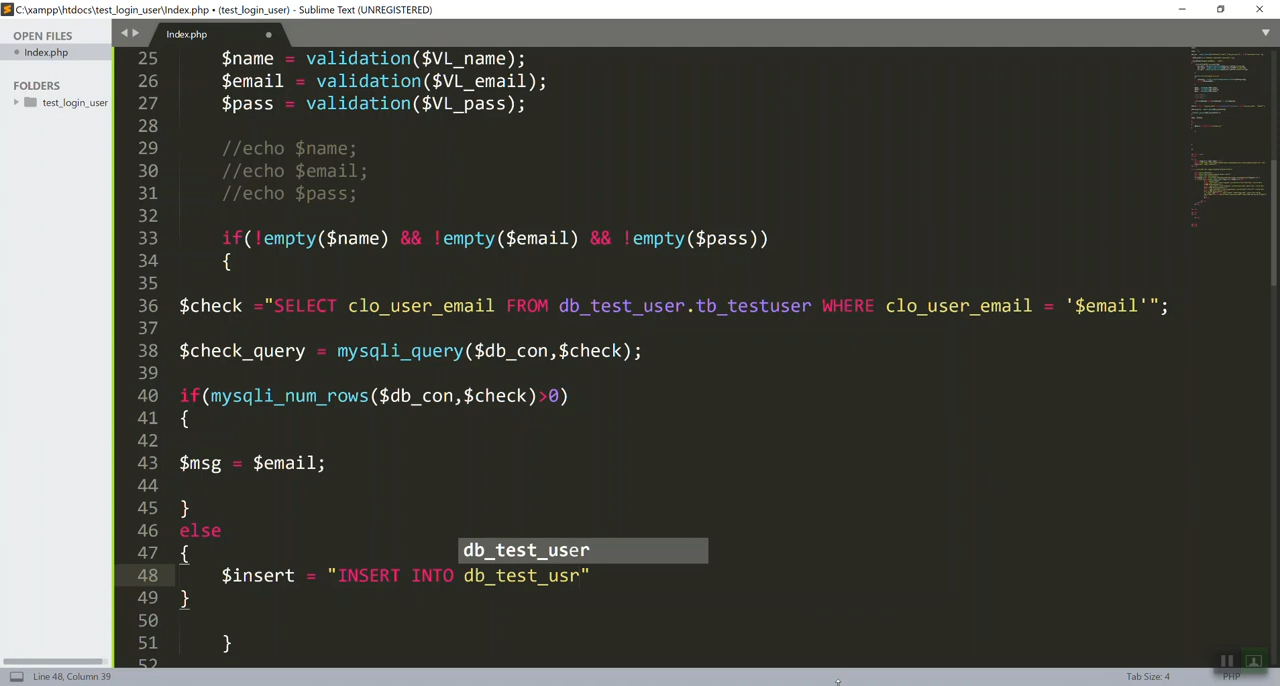 C:\xampp\htdocs\test_login_user\Index.php • (test_login_user) - Sublime Text (UNREGISTERED)
OPEN FILES
Index.php
FOLDERS
test_login_user
Index.php
25 $name = validation($VL_name);
26 $email = validation($VL_email);
27 $pass = validation($VL_pass);
28
29 //echo $name;
30 //echo $email;
31 //echo $pass;
32
33 if(!empty($name) && !empty($email) && !empty($pass))
34 {
35
36 $check ="SELECT clo_user_email FROM db_test_user.tb_testuser WHERE clo_user_email = '$email'";
37
38 $check_query = mysqli_query($db_con,$check);
39
40 if(mysqli_num_rows($db_con,$check)>0)
41 {
42
43 $msg = $email;
44
45 }
46 else
47 {
db_test_user
48 $insert = "INSERT INTO db_test_usr"
49 }
50
51 }
52
Line 48, Column 39
Tab Size: 4
PHP